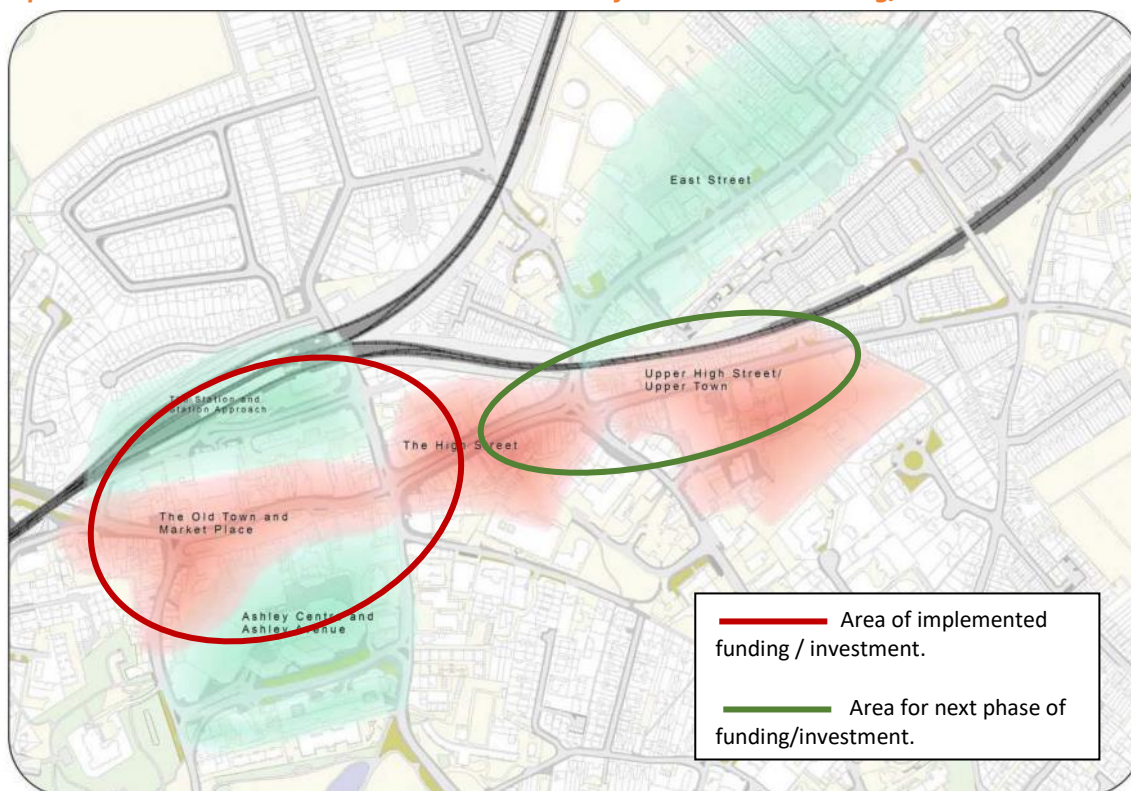 East Street
Upper High Street/
Upper Town
The Station and
Station Approach
The High Street
The Old Town and
Market Place
Ashley Centre and
Ashley Avenue
Area of implemented
funding / investment.
Area for next phase of
funding/investment.